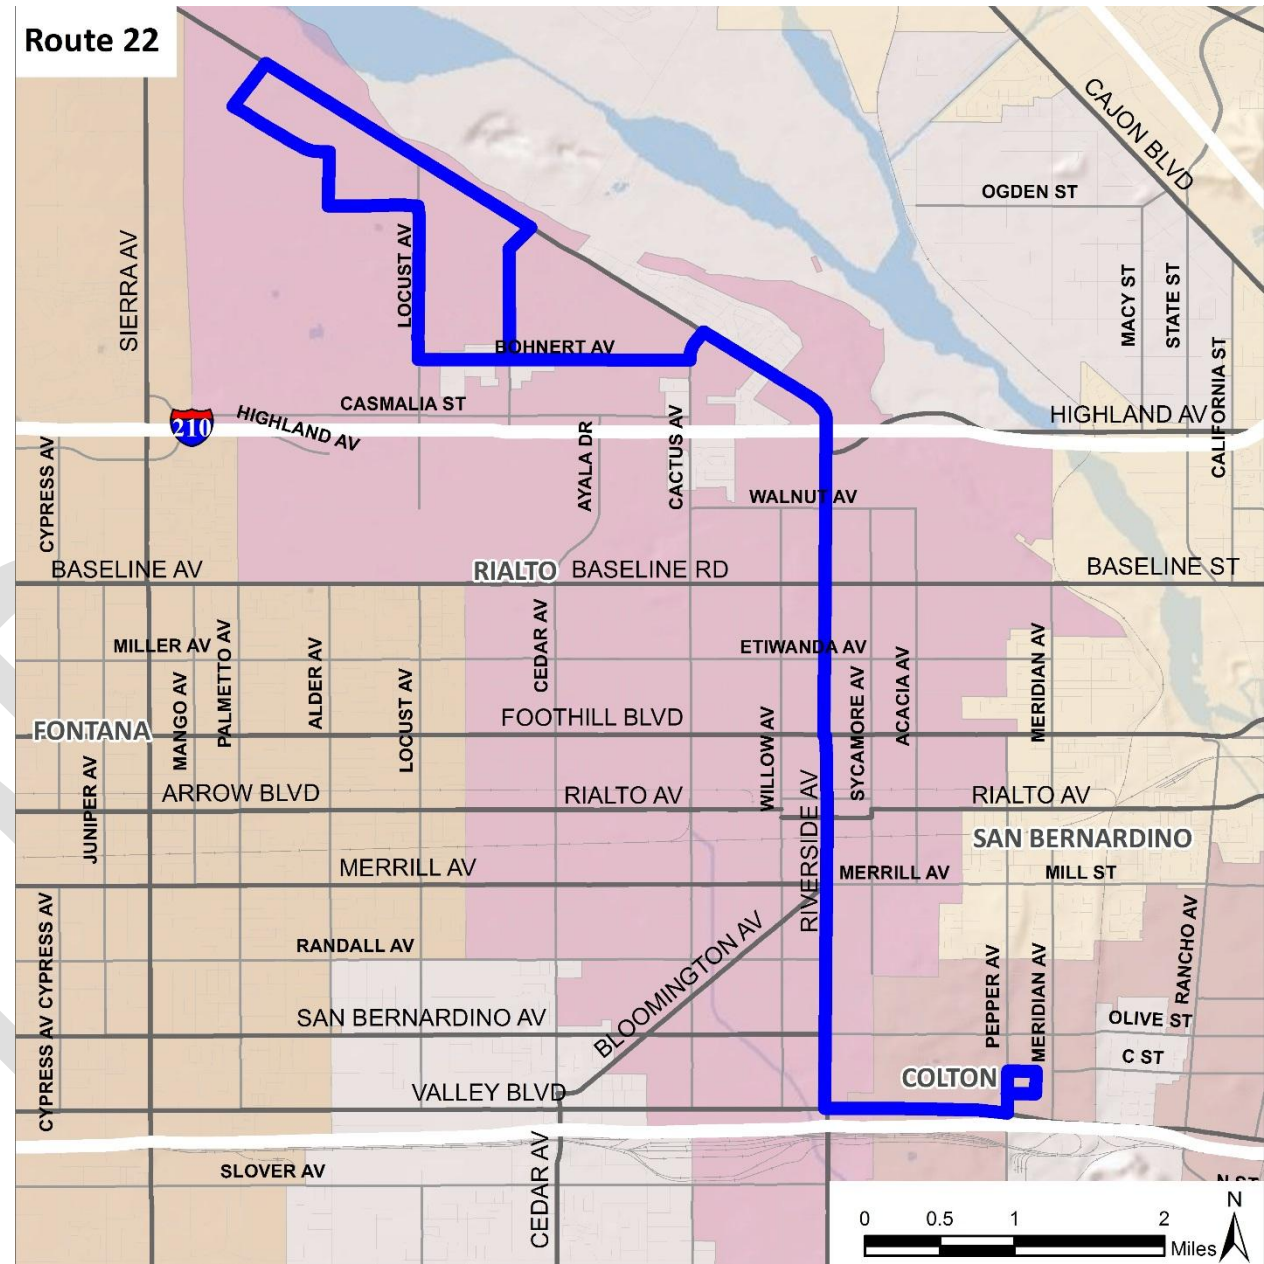 Route 22
CAJON BLVD
OGDEN ST
SIERRA AV
LOCUST AV
MACY ST
STATE ST
CALIFORNIA ST
BOHNERT AV
CASMALIA ST
HIGHLAND AV
210
HIGHLAND AV
CYPRESS AV
AYALA DR
CACTUS AV
WALNUT AV
BASELINE AV
RIALTO
BASELINE RD
BASELINE ST
MILLER AV
PALMETTO AV
MANGO AV
ALDER AV
LOCUST AV
CEDAR AV
ETIWANDA AV
SYCAMORE AV
ACACIA AV
MERIDIAN AV
FONTANA
FOOTHILL BLVD
WILLOW AV
JUNIPER AV
ARROW BLVD
RIALTO AV
RIVERSIDE AV
RIALTO AV
SAN BERNARDINO
MERRILL AV
MERRILL AV
MILL ST
CYPRESS AV
RANDALL AV
BLOOMINGTON AV
PEPPER AV
MERIDIAN AV
RANCHO AV
SAN BERNARDINO AV
OLIVE ST
C ST
CYPRESS AV
VALLEY BLVD
COLTON
SLOVER AV
CEDAR AV
N ST
0 0.5 1 2
Miles
N